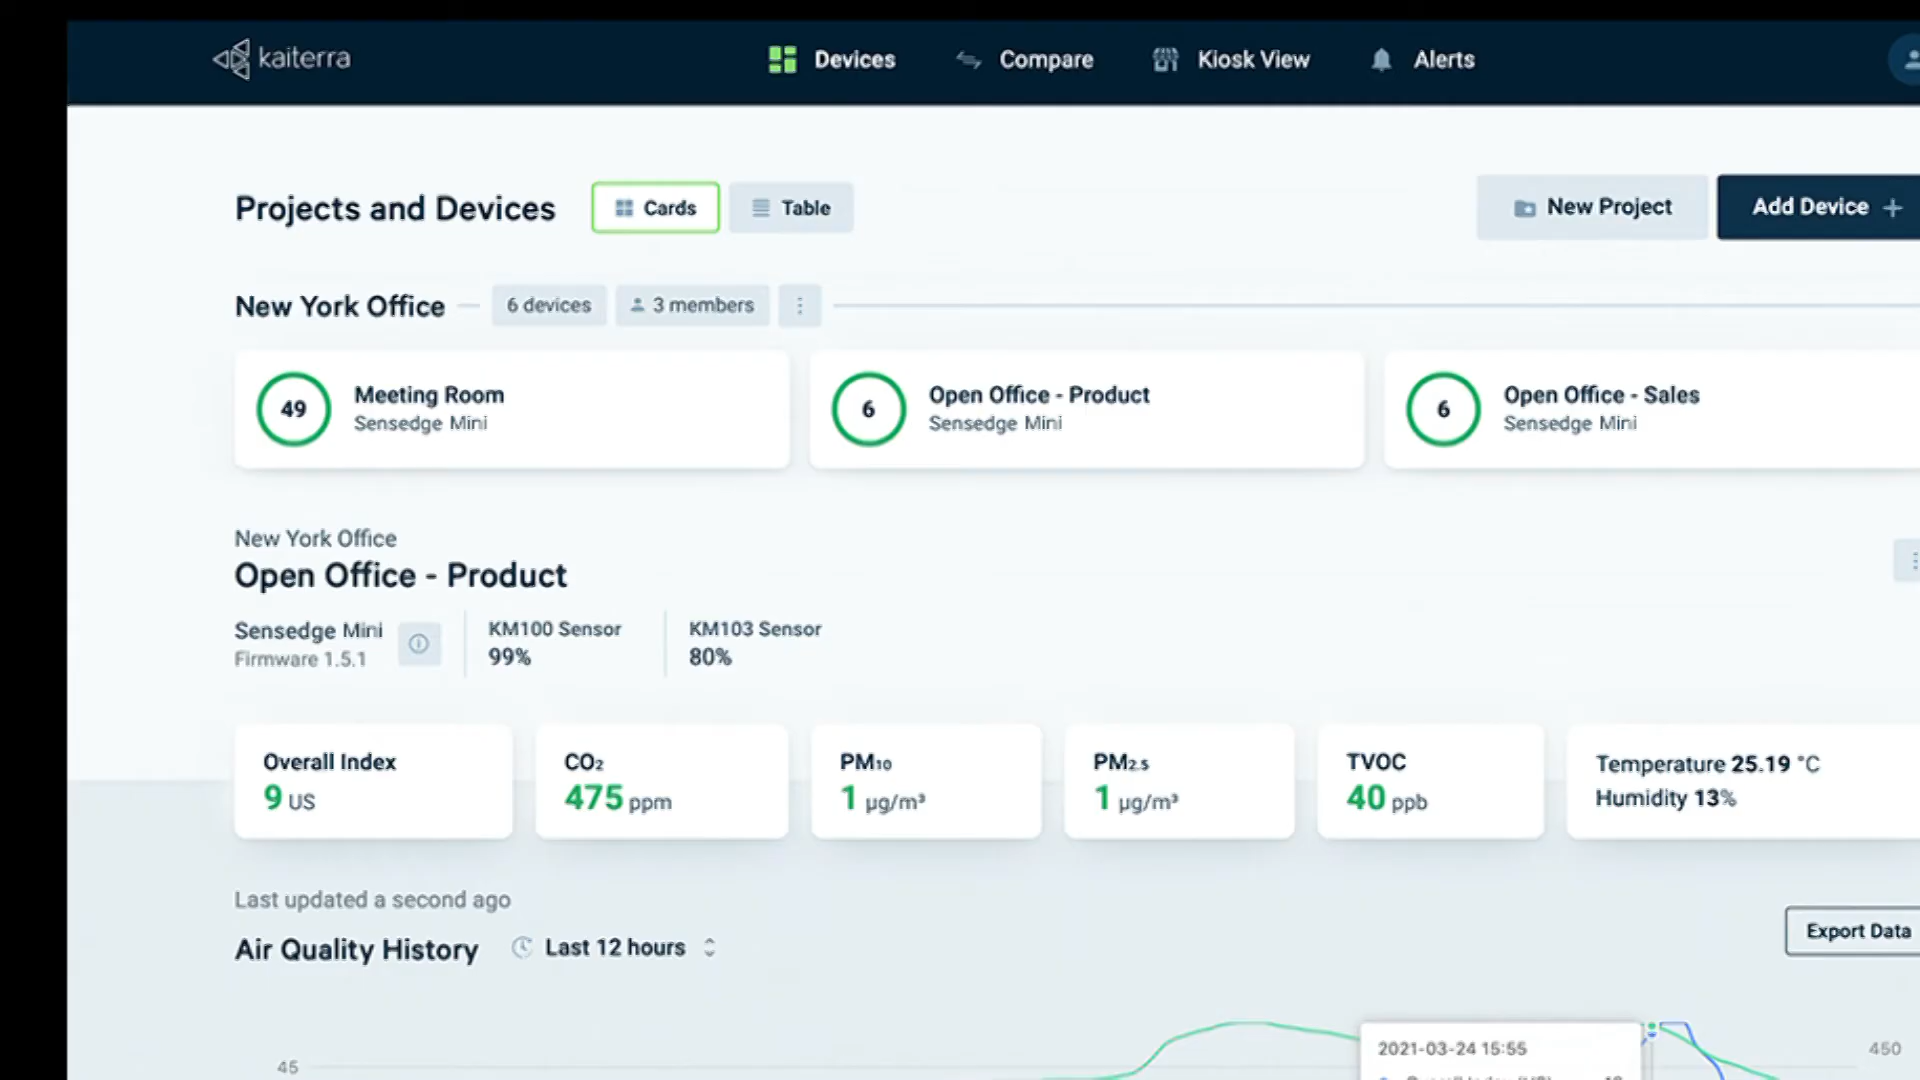 kaiterra
Devices
Compare
Kiosk View
Alerts
Projects and Devices
Cards
Table
New Project
Add Device +
New York Office
6 devices
3 members
49
Meeting Room
Sensedge Mini
6
Open Office - Product
Sensedge Mini
6
Open Office - Sales
Sensedge Mini
New York Office
Open Office - Product
Sensedge Mini
Firmware 1.5.1
KM100 Sensor
99%
KM103 Sensor
80%
Overall Index
9 US
CO₂
475 ppm
PM₁₀
1 µg/m³
PM₂.₅
1 µg/m³
TVOC
40 ppb
Temperature 25.19 °C
Humidity 13%
Last updated a second ago
Air Quality History
Last 12 hours
Export Data
45
2021-03-24 15:55
450